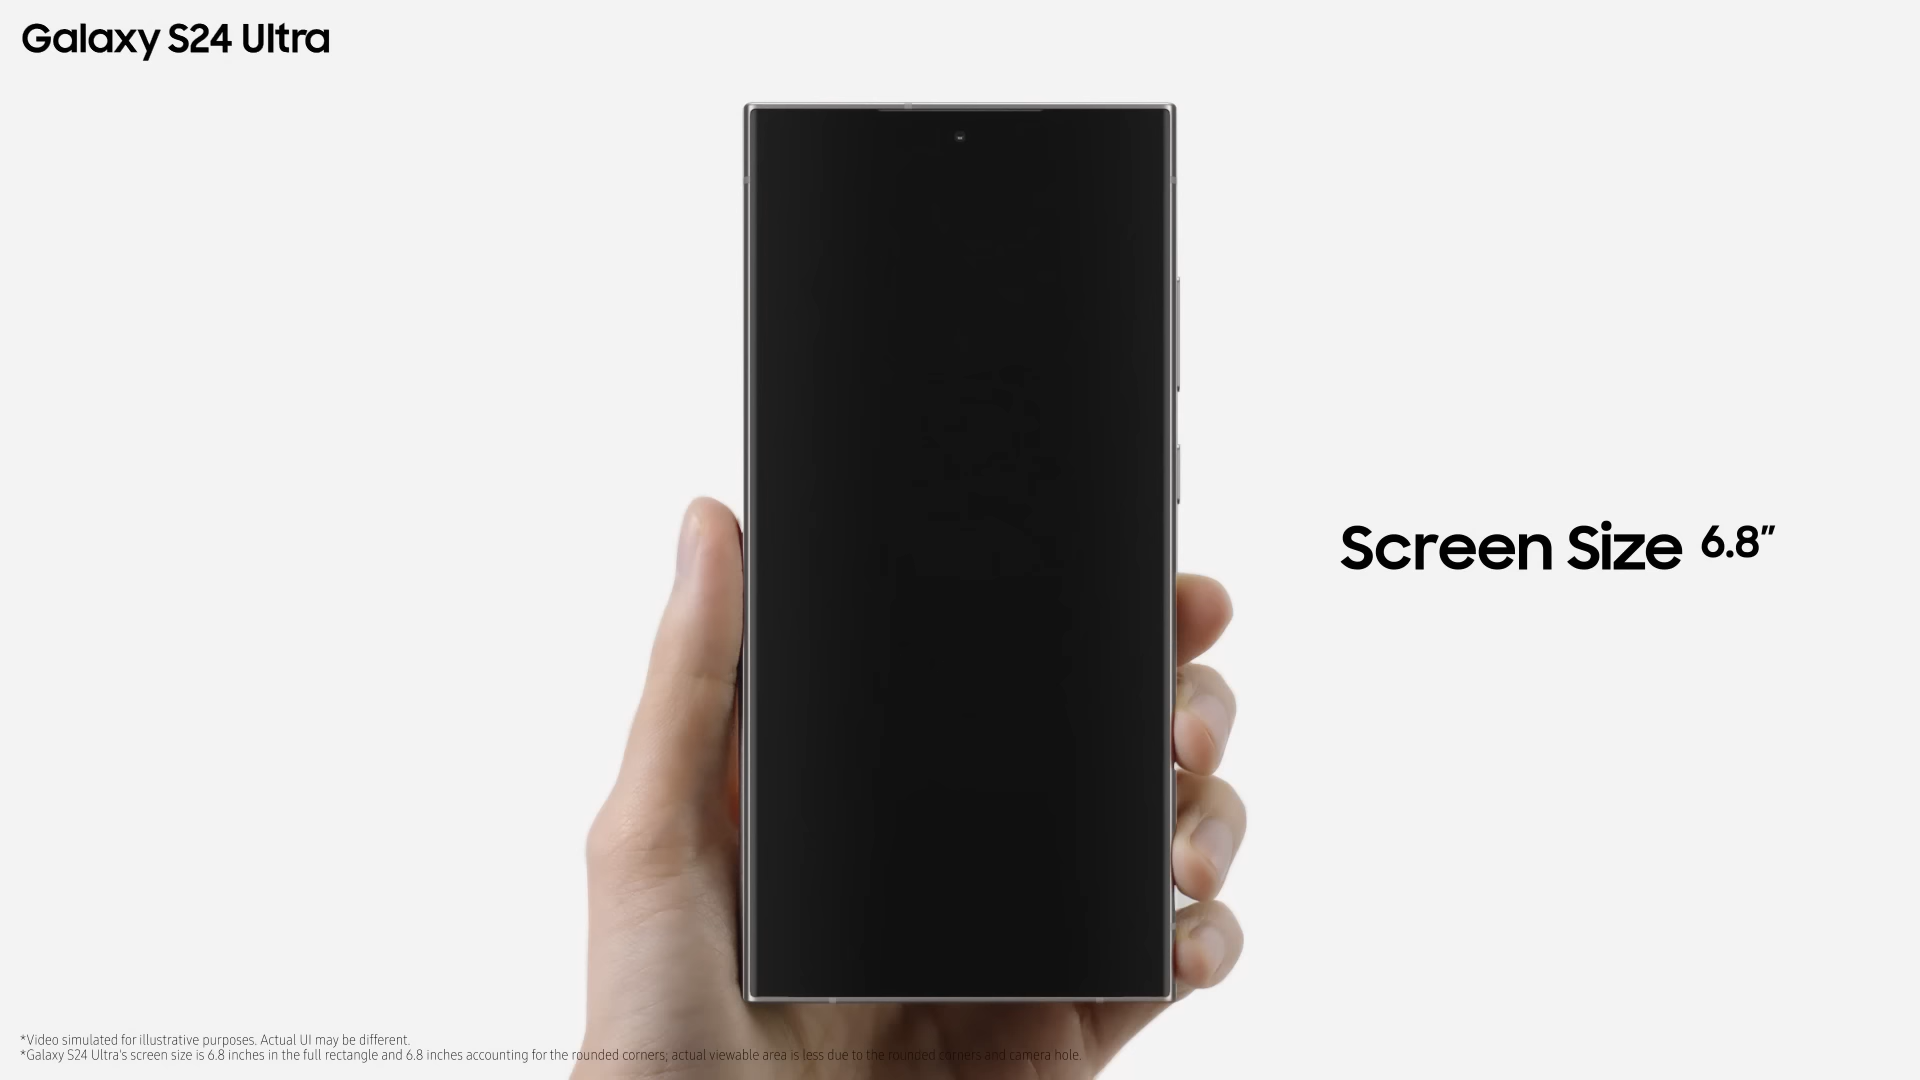 Galaxy S24 Ultra
Screen Size 6.8"
*Video simulated for illustrative purposes. Actual UI may be different.
*Galaxy S24 Ultra's screen size is 6.8 inches in the full rectangle and 6.8 inches accounting for the rounded corners; actual viewable area is less due to the rounded corners and camera hole.